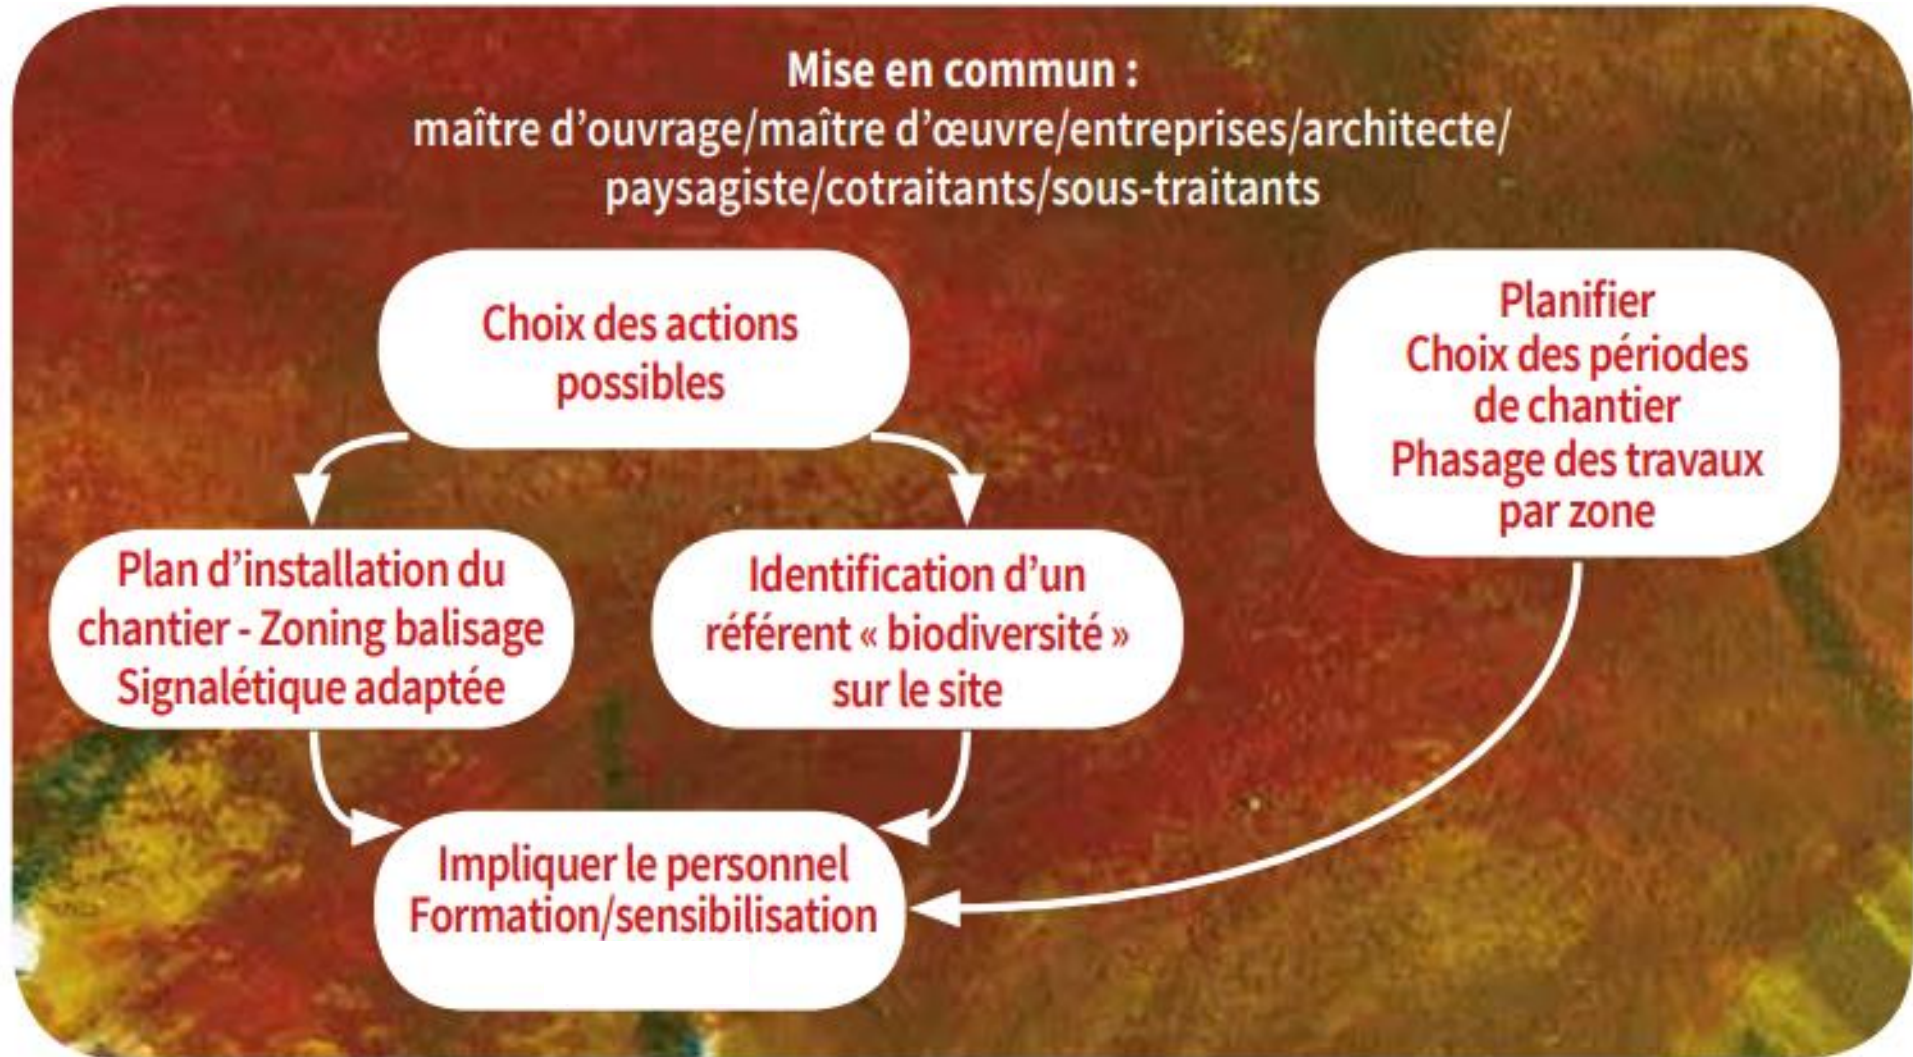 Mise en commun :
maître d’ouvrage/maître d’œuvre/entreprises/architecte/
paysagiste/cotraitants/sous-traitants
Choix des actions
possibles
Planifier
Choix des périodes
de chantier
Phasage des travaux
par zone
Plan d’installation du
chantier - Zoning balisage
Signalétique adaptée
Identification d’un
référent « biodiversité »
sur le site
Impliquer le personnel
Formation/sensibilisation